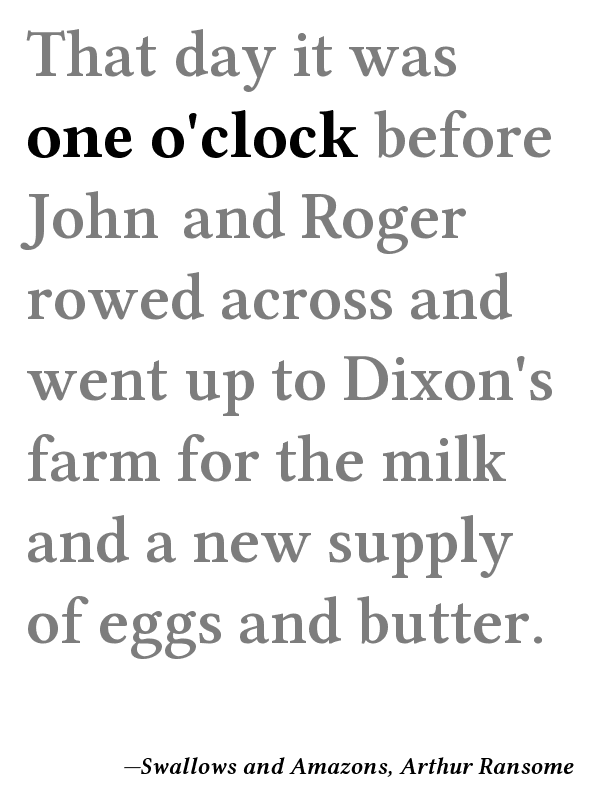 That day it was
one o'clock before
John and Roger
rowed across and
went up to Dixon's
farm for the milk
and a new supply
of eggs and butter.
—Swallows and Amazons, Arthur Ransome